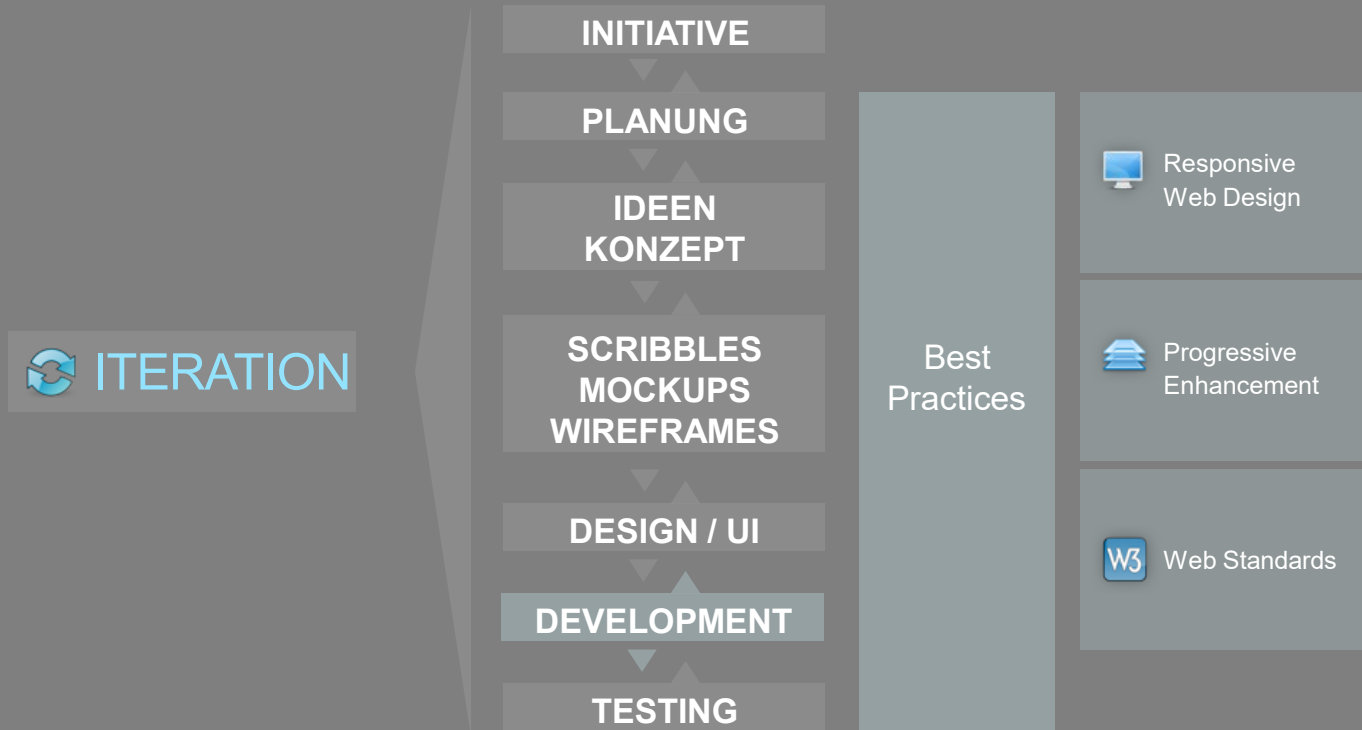 ITERATION
INITIATIVE
PLANUNG
IDEEN
KONZEPT
SCRIBBLES
MOCKUPS
WIREFRAMES
DESIGN / UI
DEVELOPMENT
TESTING
Best
Practices
Responsive
Web Design
Progressive
Enhancement
W3
Web Standards